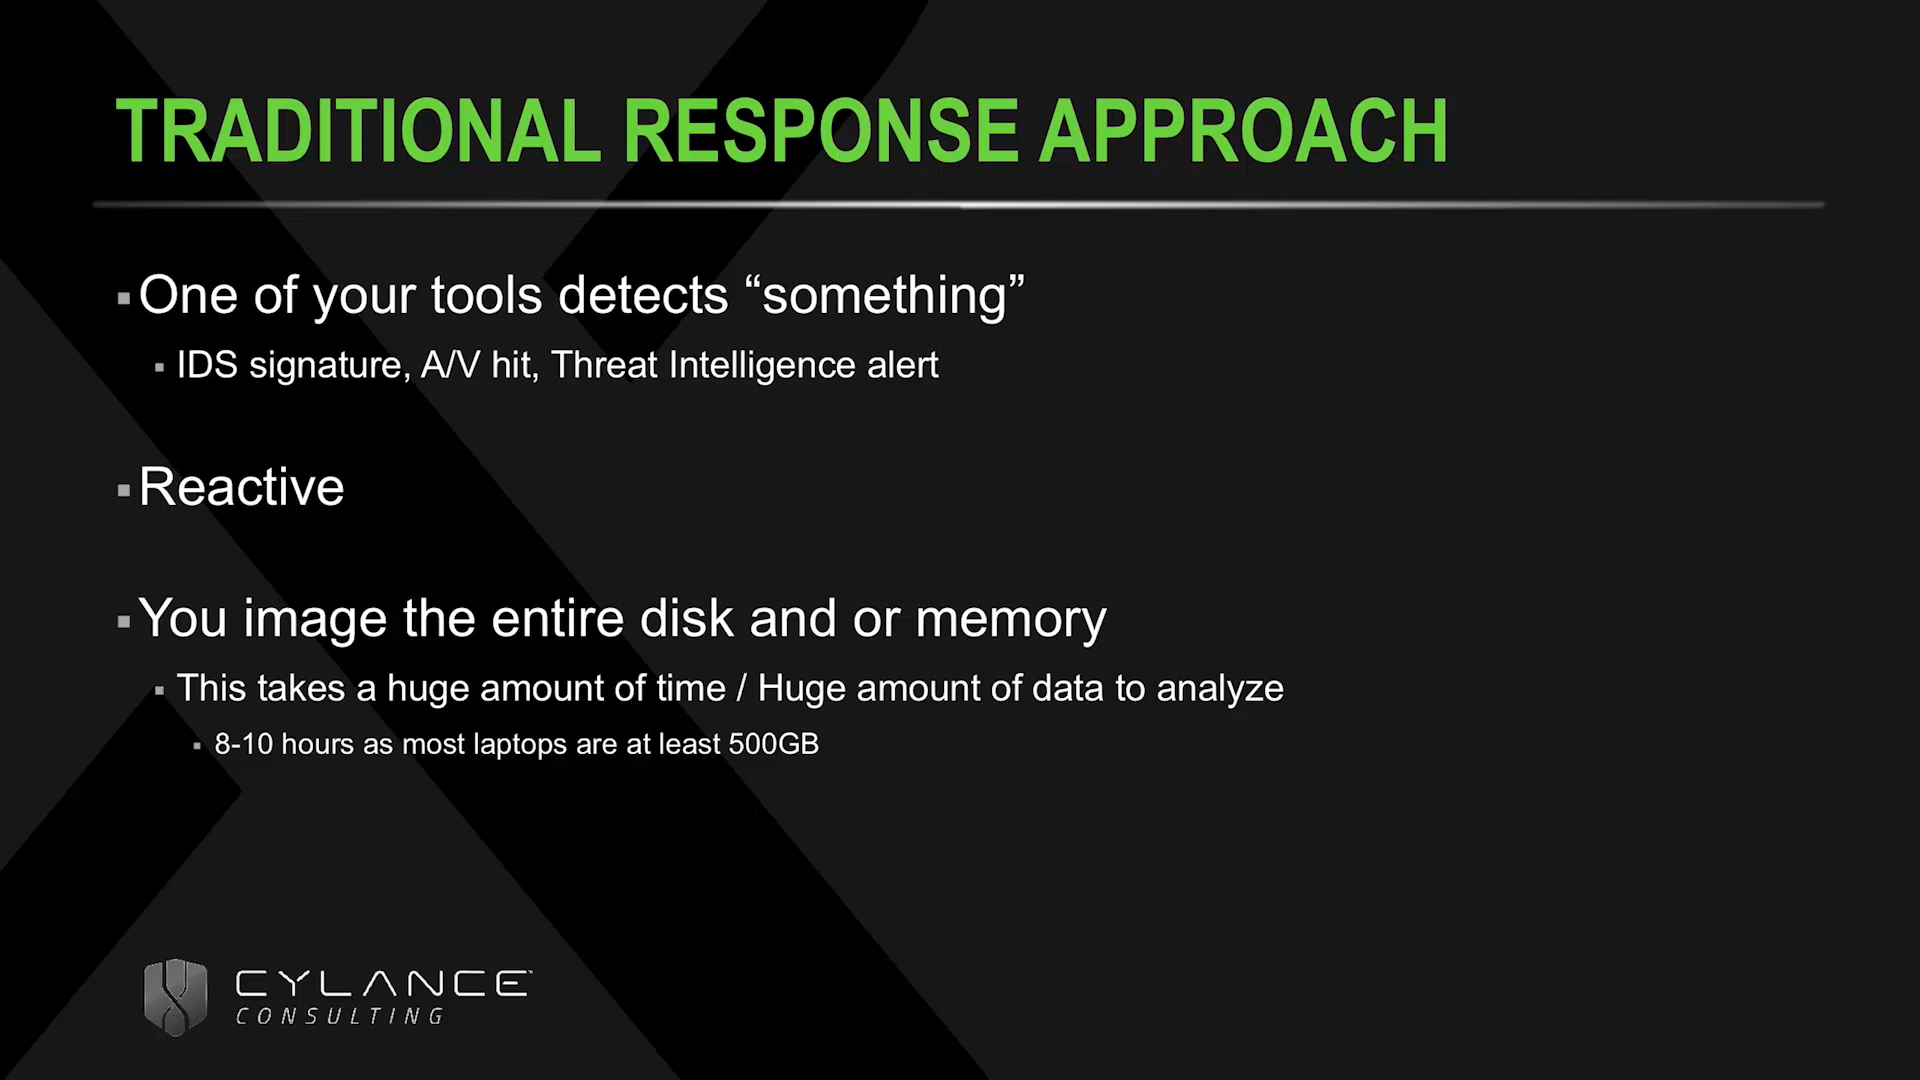 TRADITIONAL RESPONSE APPROACH
▪ One of your tools detects “something”
▪ IDS signature, A/V hit, Threat Intelligence alert
▪ Reactive
▪ You image the entire disk and or memory
▪ This takes a huge amount of time / Huge amount of data to analyze
▪ 8-10 hours as most laptops are at least 500GB
CYLANCE™
CONSULTING